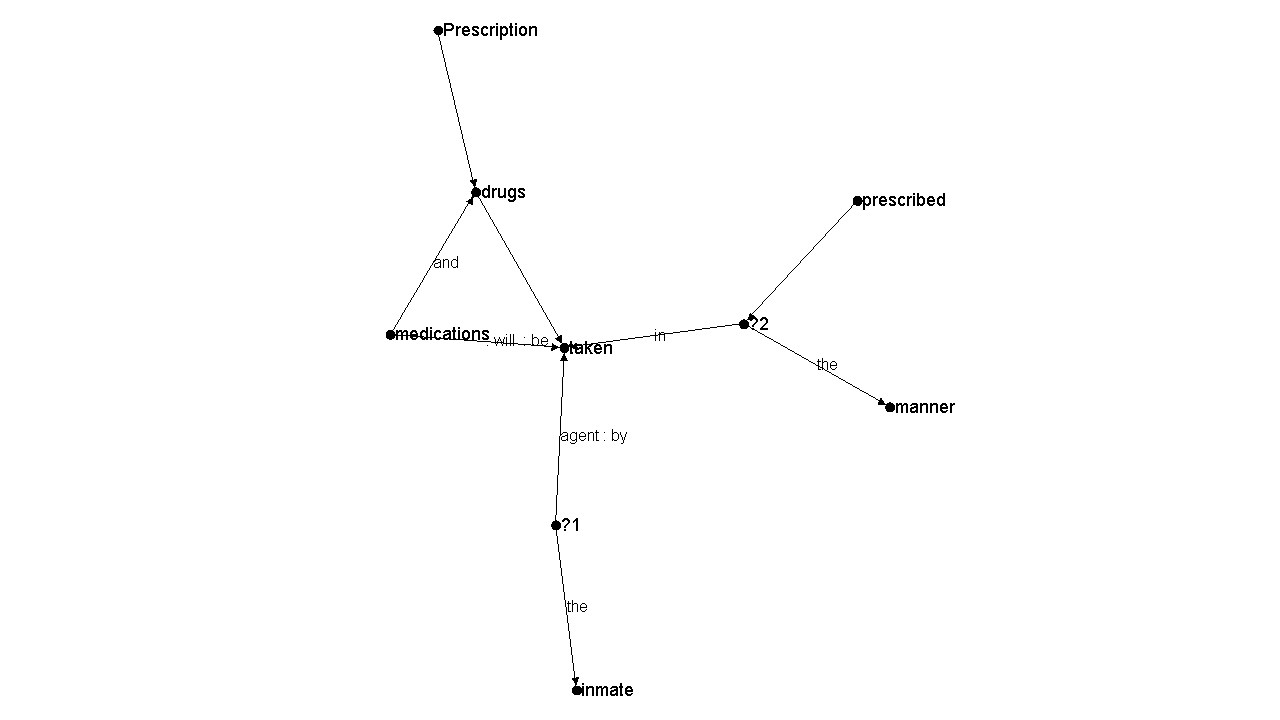 Prescription
drugs
prescribed
and
?2
medications
: will : be
taken
in
the
manner
agent : by
?1
the
inmate